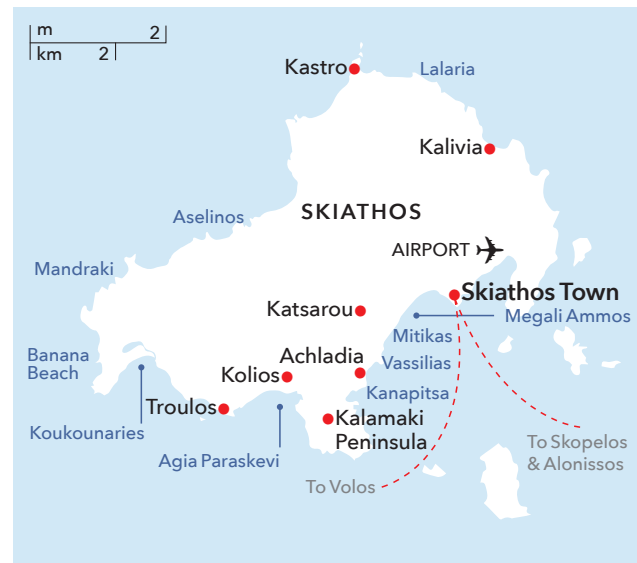 m 2
km 2
Kastro
Lalaria
Kalivia
Aselinos
SKIATHOS
AIRPORT
Mandraki
Skiathos Town
Katsarou
Megali Ammos
Mitikas
Achladia
Vassilias
Banana
Beach
Kolios
Kanapitsa
Troulos
Kalamaki
Peninsula
Koukounaries
Agia Paraskevi
To Skopelos
& Alonissos
To Volos